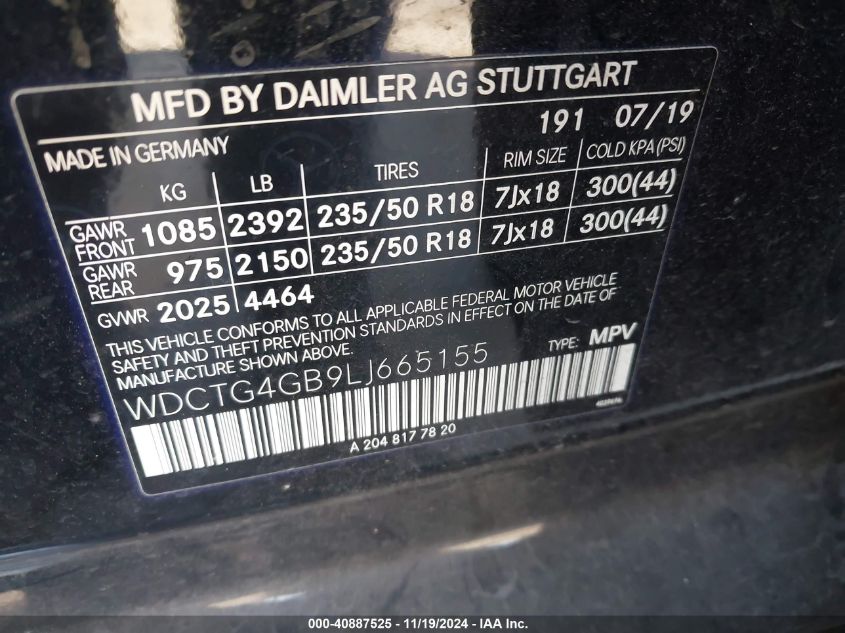 MFD BY DAIMLER AG STUTTGART
191 07/19
MADE IN GERMANY
KG LB TIRES RIM SIZE COLD KPA (PSI)
GAWR FRONT 1085 2392 235/50 R18 7Jx18 300(44)
GAWR REAR 975 2150 235/50 R18 7Jx18 300(44)
GVWR 2025 4464
THIS VEHICLE CONFORMS TO ALL APPLICABLE FEDERAL MOTOR VEHICLE
SAFETY AND THEFT PREVENTION STANDARDS IN EFFECT ON THE DATE OF
MANUFACTURE SHOWN ABOVE.
TYPE: MPV
WDCTG4GB9LJ665155
A 204 817 78 20
000-40887525 - 11/19/2024 - IAA Inc.